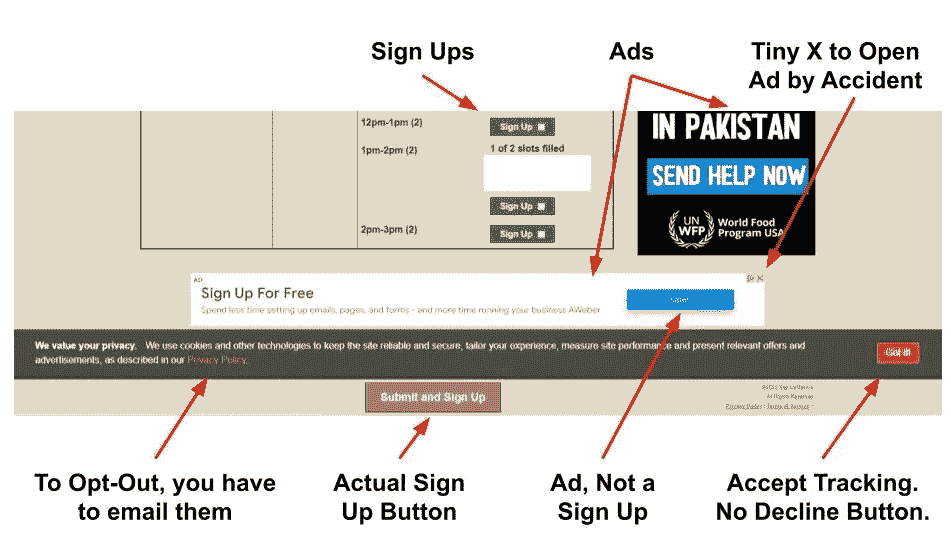 Sign Ups
Ads
Tiny X to Open
Ad by Accident
12pm-1pm (2)
Sign Up
1pm-2pm (2)
1 of 2 slots filled
Sign Up
2pm-3pm (2)
Sign Up
IN PAKISTAN
SEND HELP NOW
UN
WFP
World Food
Program USA
AD
Sign Up For Free
Spend less time setting up emails, pages, and forms - and more time running your business AWeber
Open
We value your privacy. We use cookies and other technologies to keep the site reliable and secure, tailor your experience, measure site performance and present relevant offers and
advertisements, as described in our Privacy Policy.
Got it!
Submit and Sign Up
All Rights Reserved
Privacy Policy Terms of Service
To Opt-Out, you have
to email them
Actual Sign
Up Button
Ad, Not a
Sign Up
Accept Tracking.
No Decline Button.